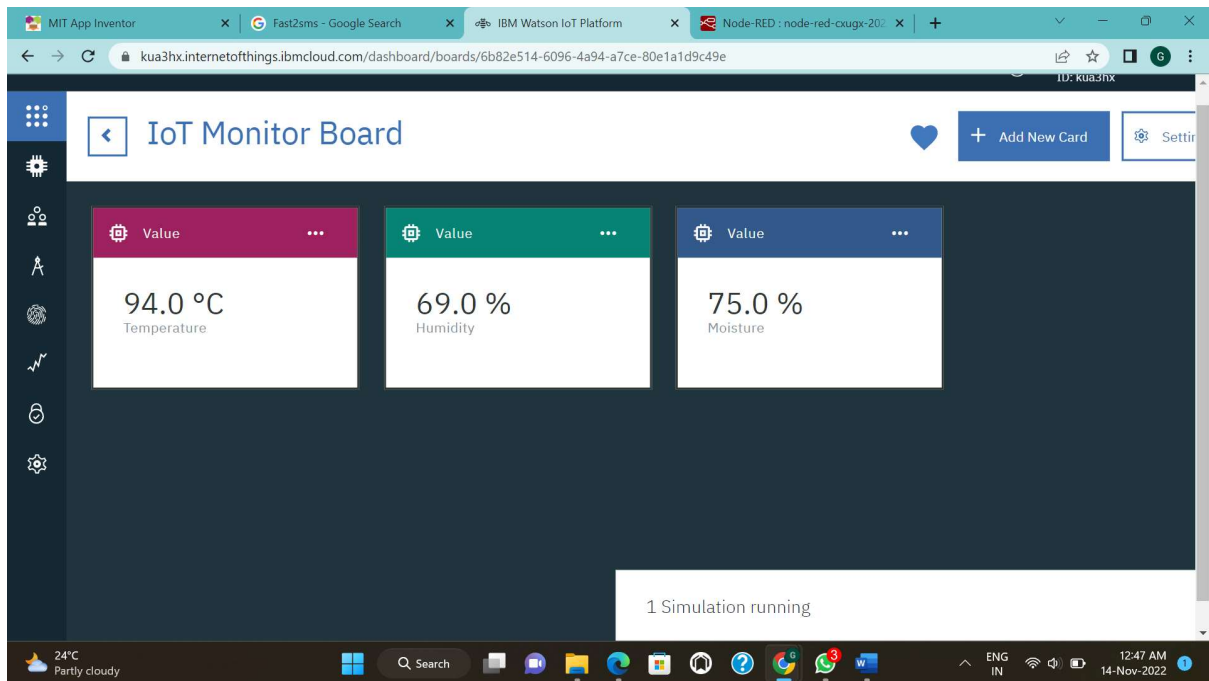 MIT App Inventor
Fast2sms - Google Search
IBM Watson IoT Platform
Node-RED : node-red-cxugx-202
kua3hx.internetofthings.ibmcloud.com/dashboard/boards/6b82e514-6096-4a94-a7ce-80e1a1d9c49e
G
ID: kua3hx
IoT Monitor Board
+ Add New Card
Settin
Value
Value
Value
94.0 °C
Temperature
69.0 %
Humidity
75.0 %
Moisture
1 Simulation running
24°C
Partly cloudy
Search
G
3
W
ENG
IN
12:47 AM
14-Nov-2022
1